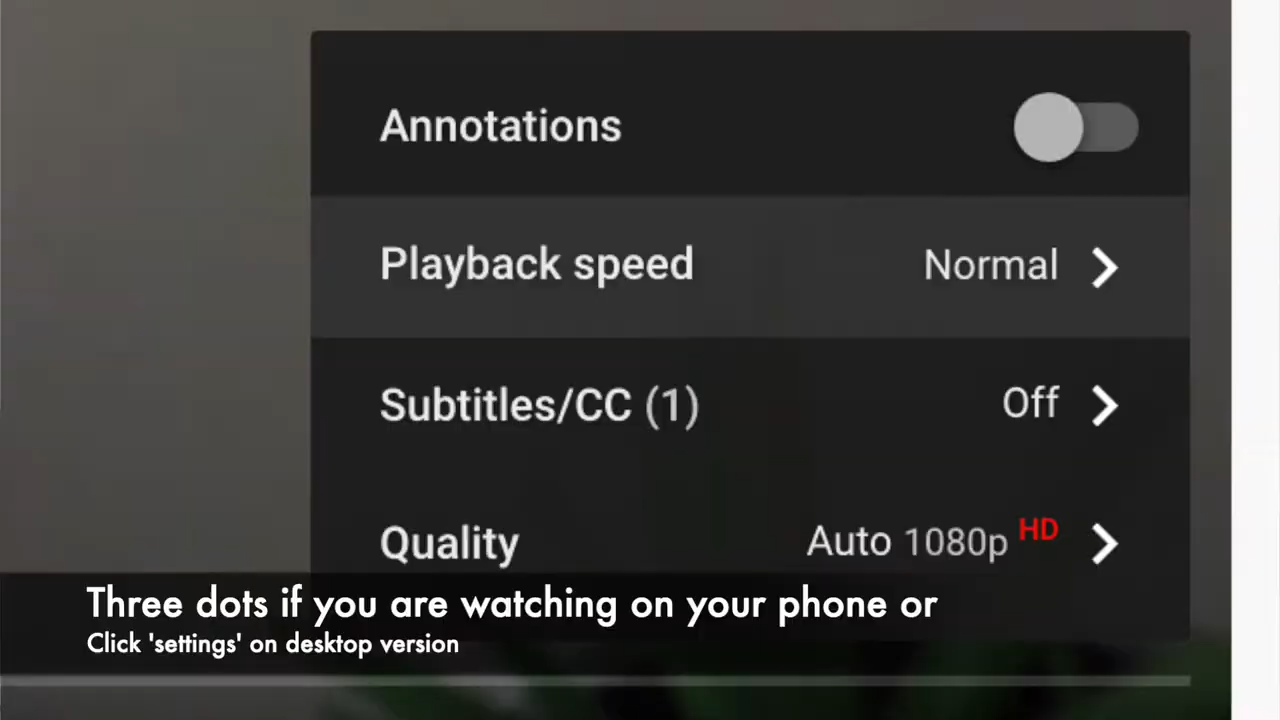 Annotations
Playback speed Normal
Subtitles/CC (1) Off
Quality Auto 1080p HD
Three dots if you are watching on your phone or
Click 'settings' on desktop version